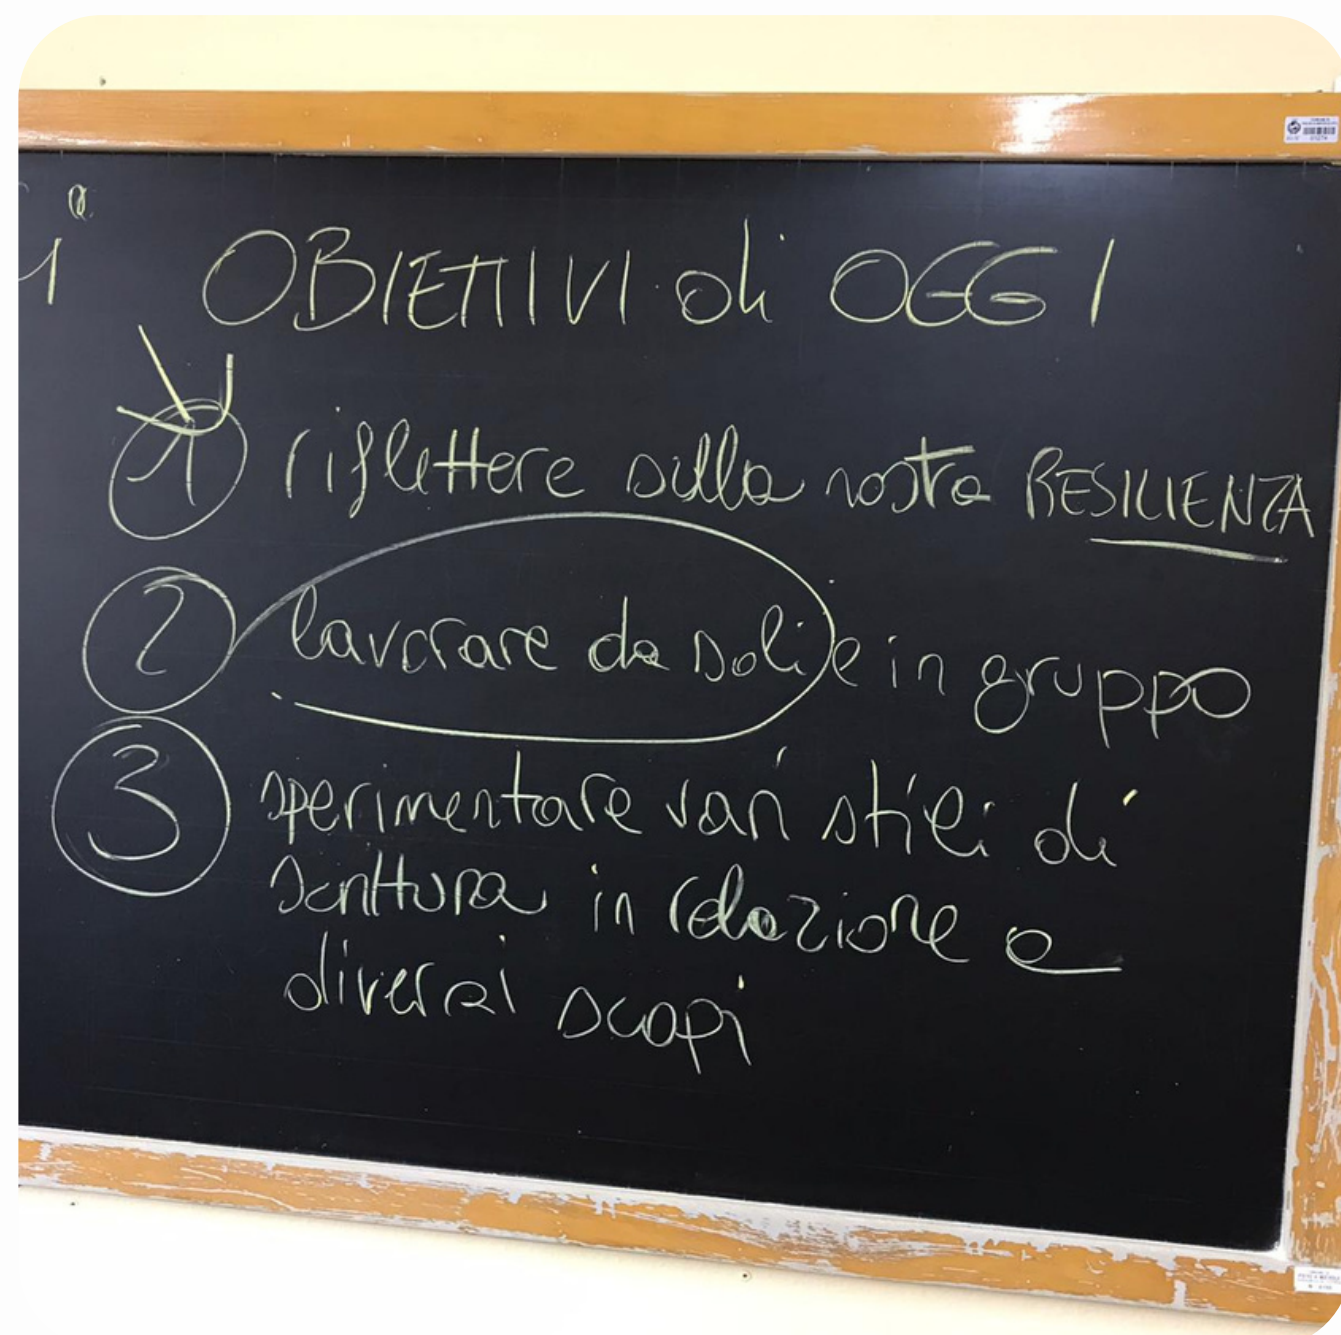 OBIETTIVI di OGGI
1 riflettere sulla nostra RESILIENZA
2 lavorare da soli e in gruppo
3 sperimentare vari stili di
scrittura in relazione a
diversi scopi